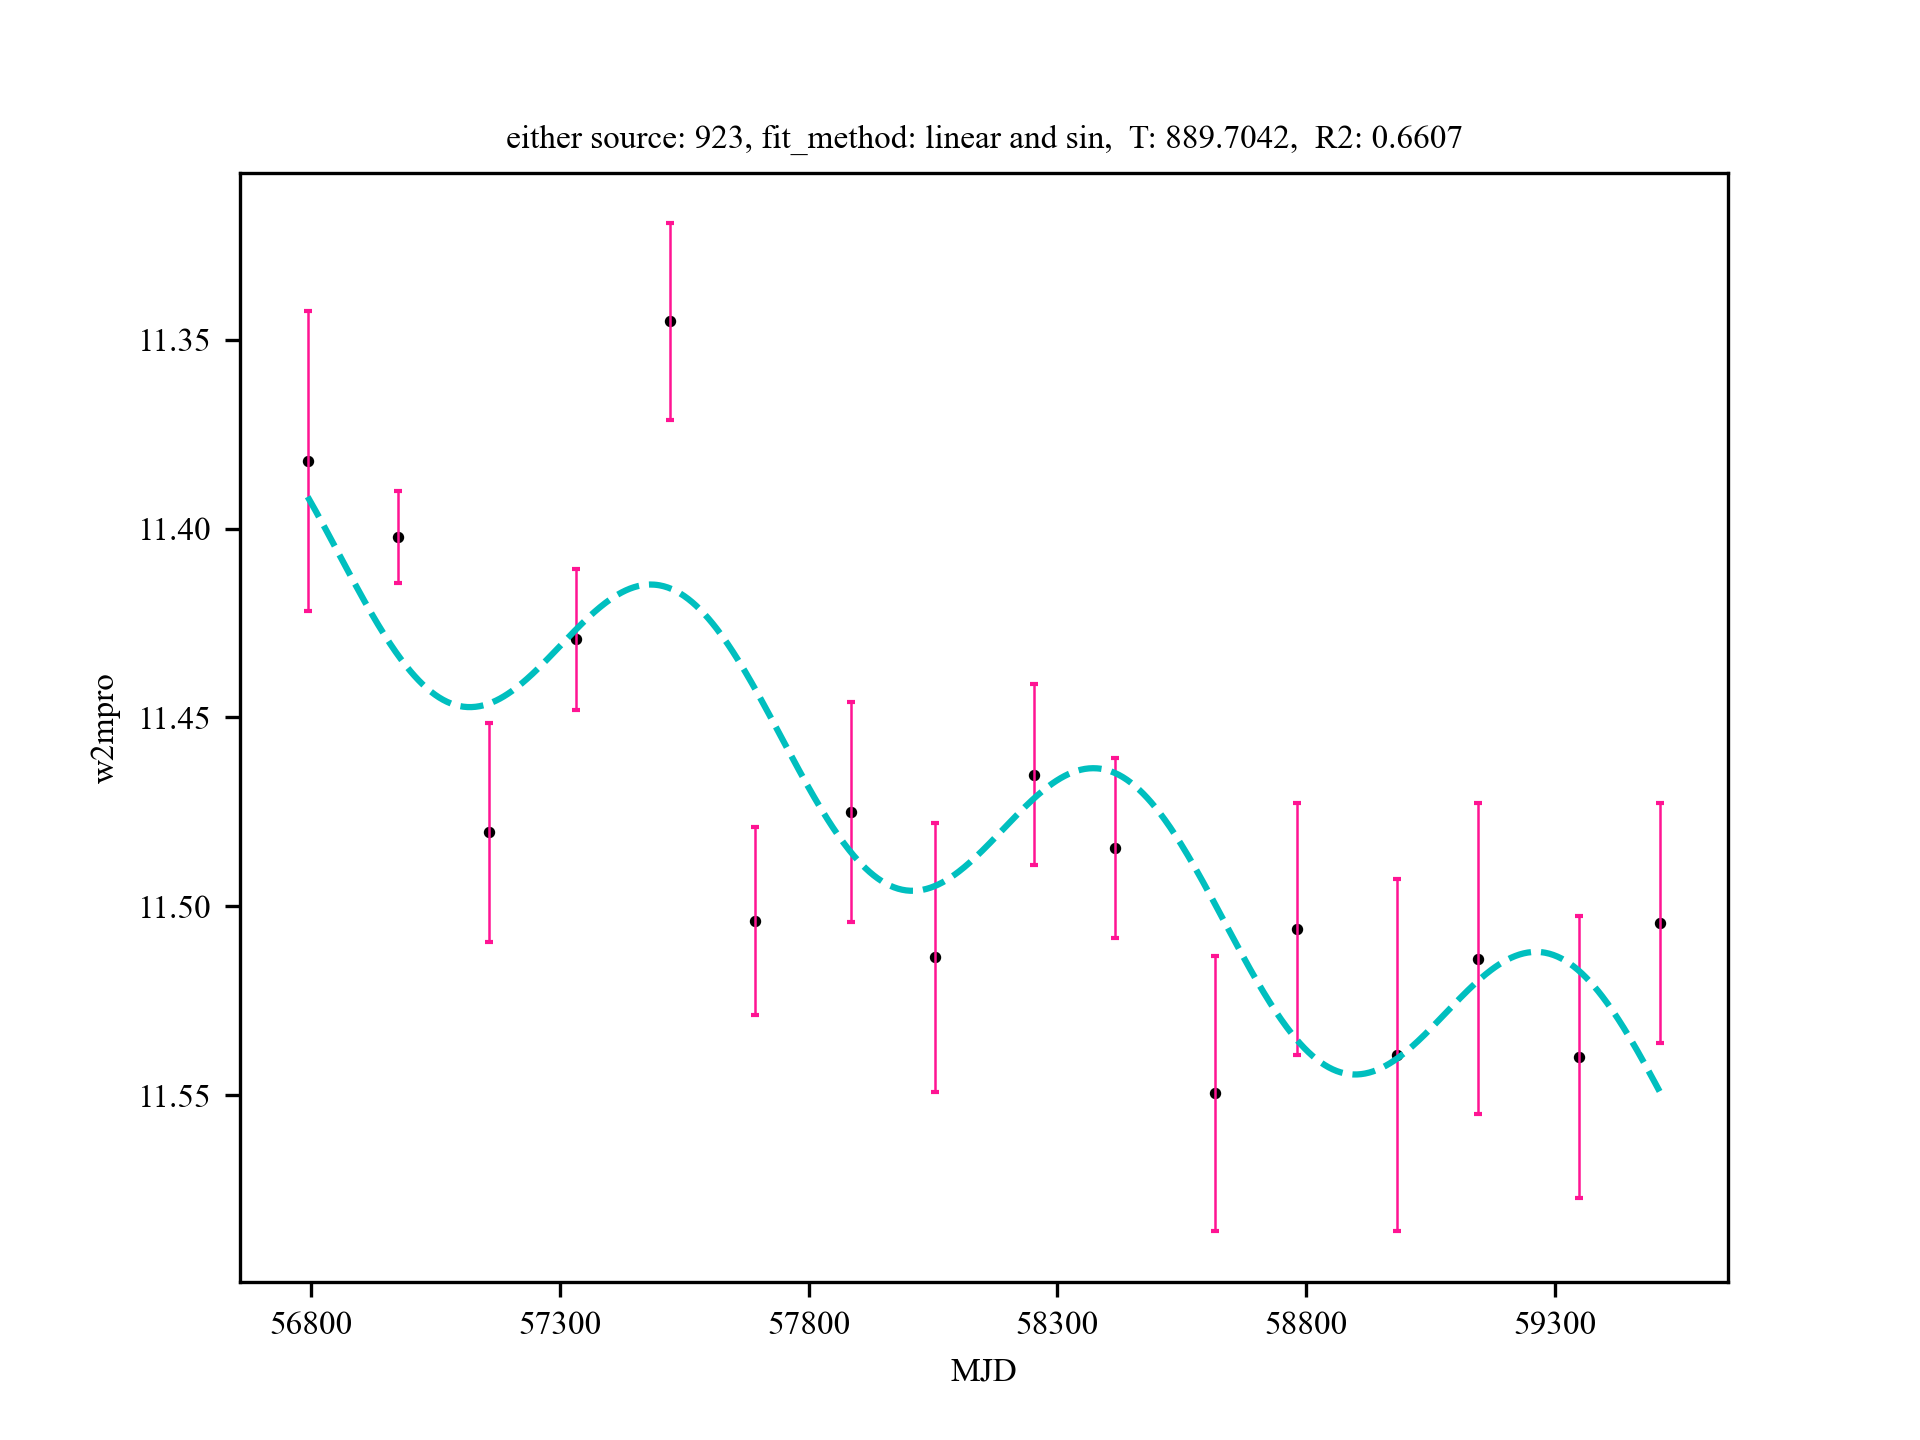 either source: 923, fit_method: linear and sin,  T: 889.7042,  R2: 0.6607
w2mpro
11.35
11.40
11.45
11.50
11.55
56800 57300 57800 58300 58800 59300
MJD